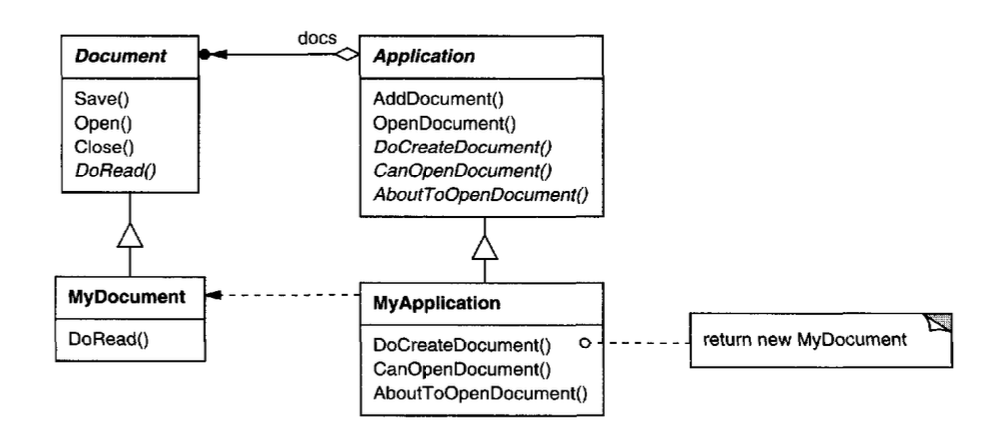 docs
Document
Save()
Open()
Close()
DoRead()
Application
AddDocument()
OpenDocument()
DoCreateDocument()
CanOpenDocument()
AboutToOpenDocument()
MyDocument
DoRead()
MyApplication
DoCreateDocument()
CanOpenDocument()
AboutToOpenDocument()
return new MyDocument